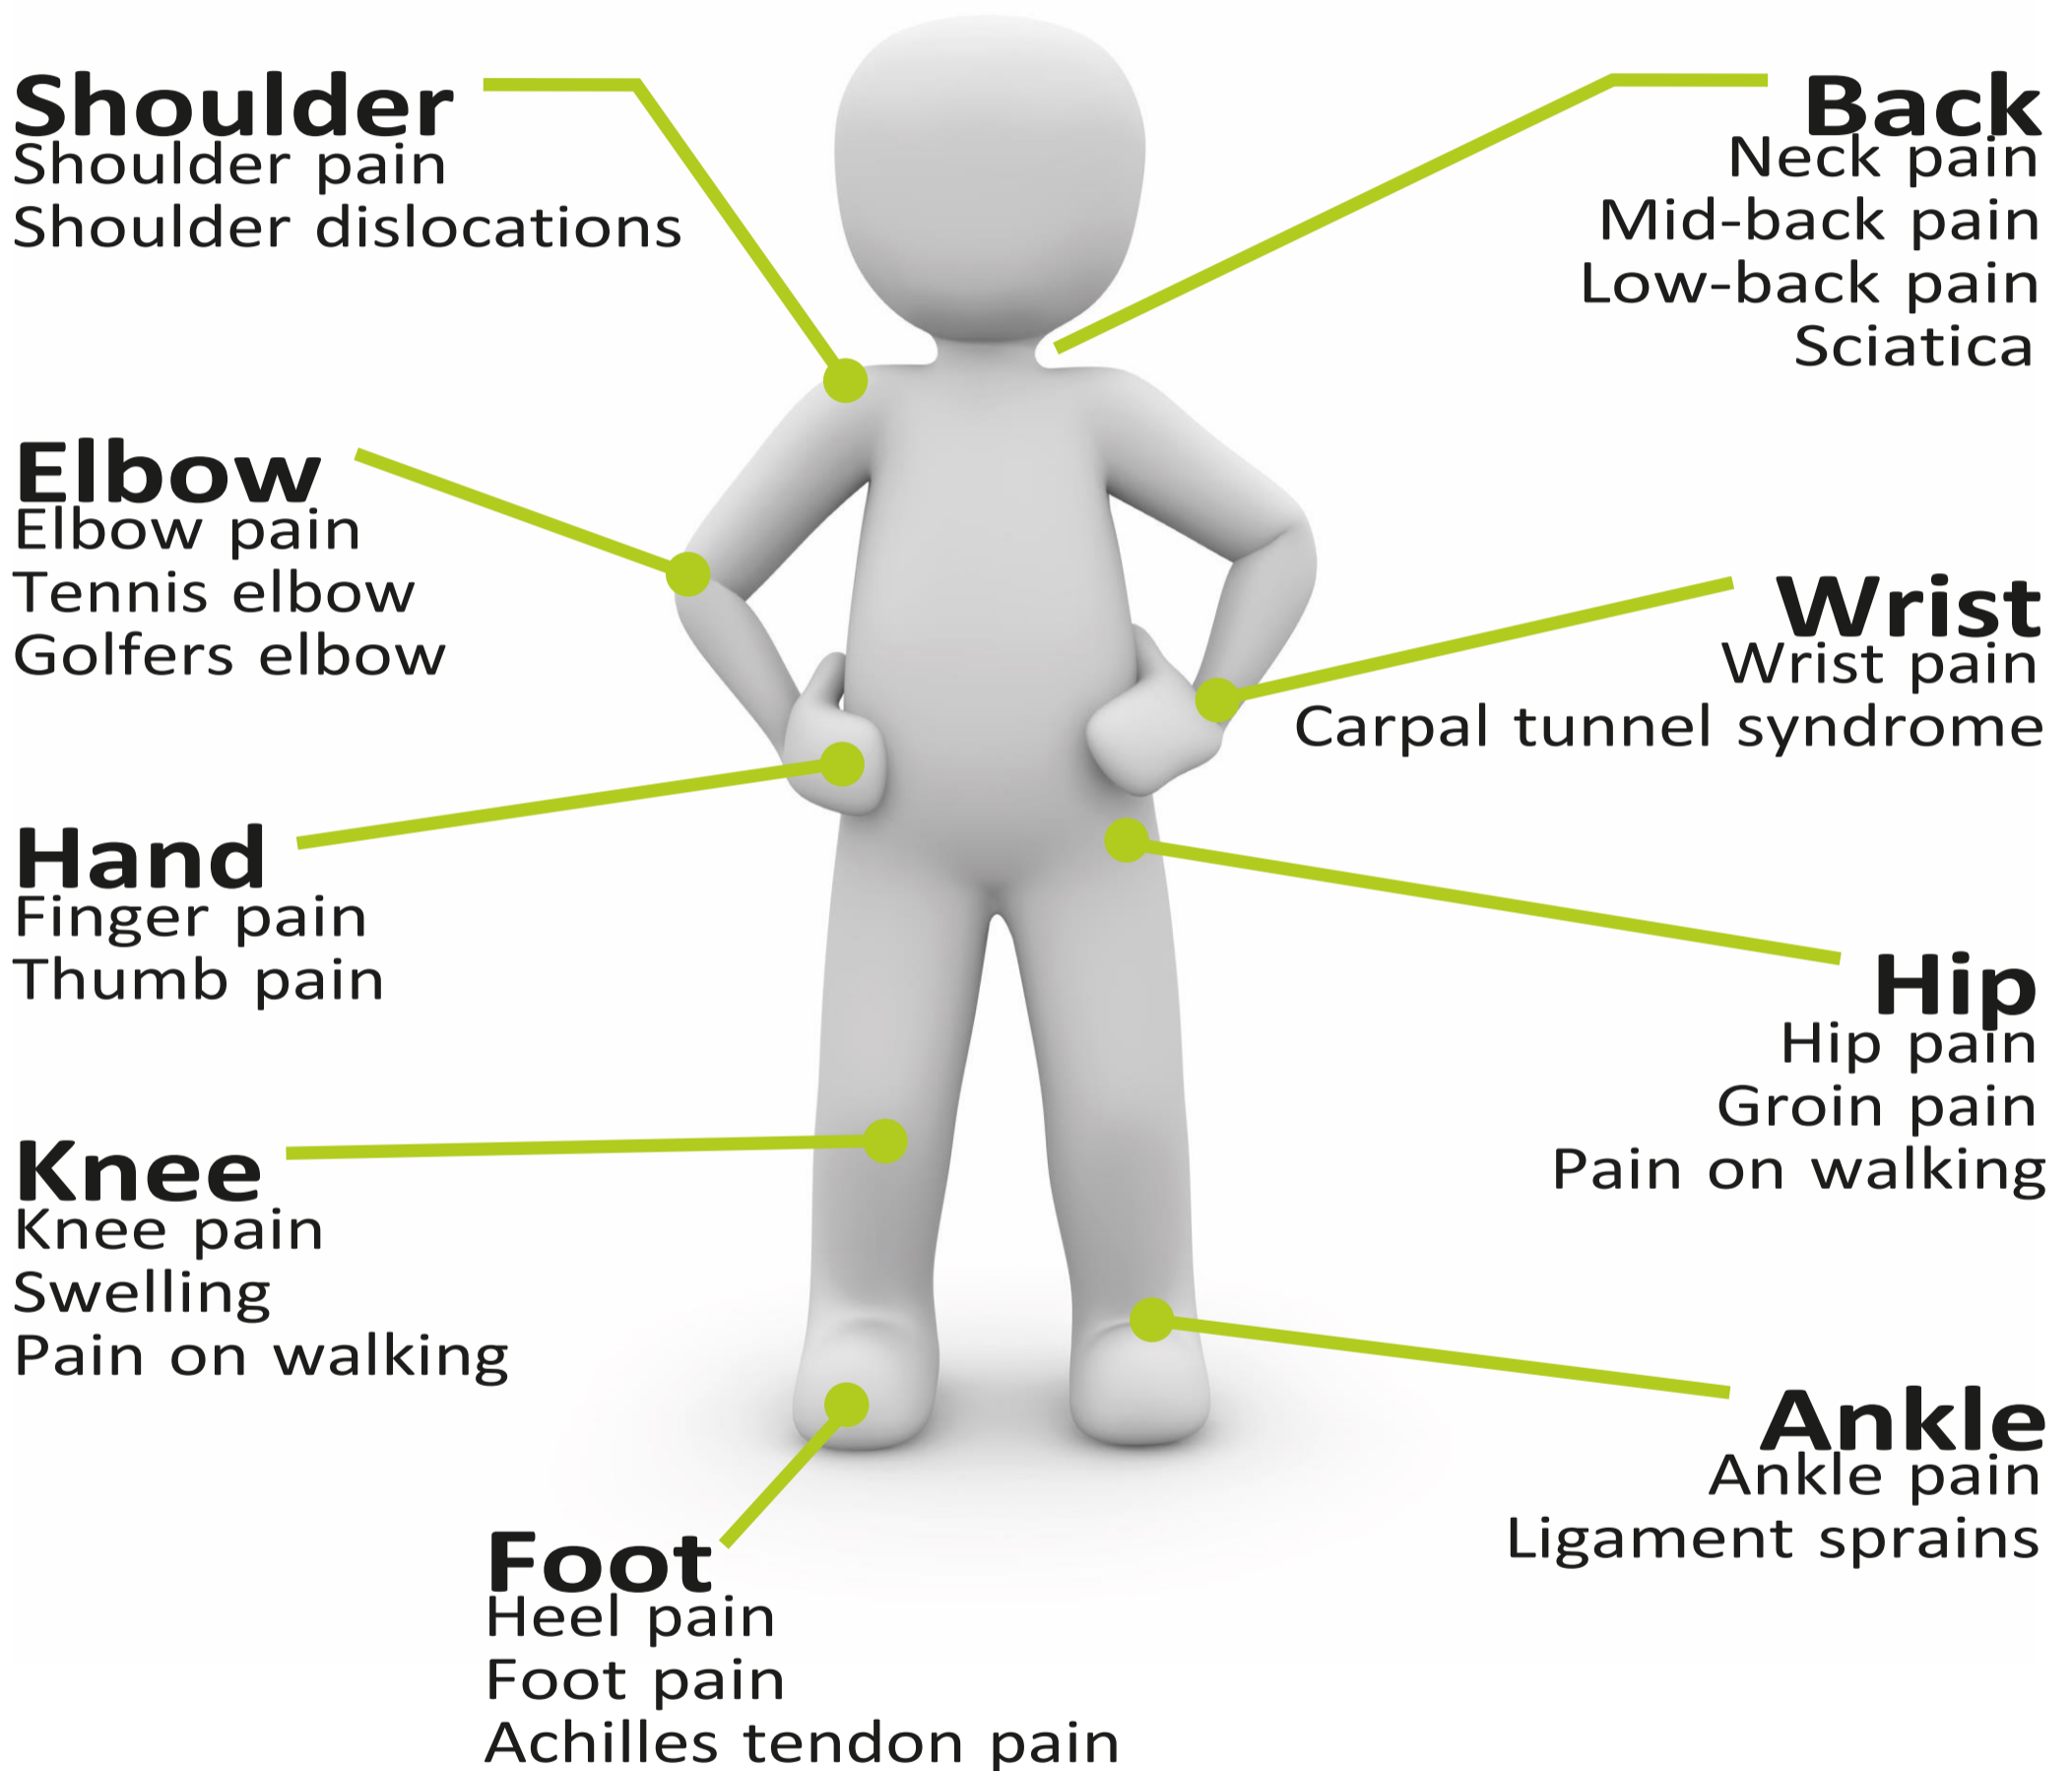 Shoulder
Shoulder pain
Shoulder dislocations
Elbow
Elbow pain
Tennis elbow
Golfers elbow
Hand
Finger pain
Thumb pain
Knee
Knee pain
Swelling
Pain on walking
Foot
Heel pain
Foot pain
Achilles tendon pain
Back
Neck pain
Mid-back pain
Low-back pain
Sciatica
Wrist
Wrist pain
Carpal tunnel syndrome
Hip
Hip pain
Groin pain
Pain on walking
Ankle
Ankle pain
Ligament sprains